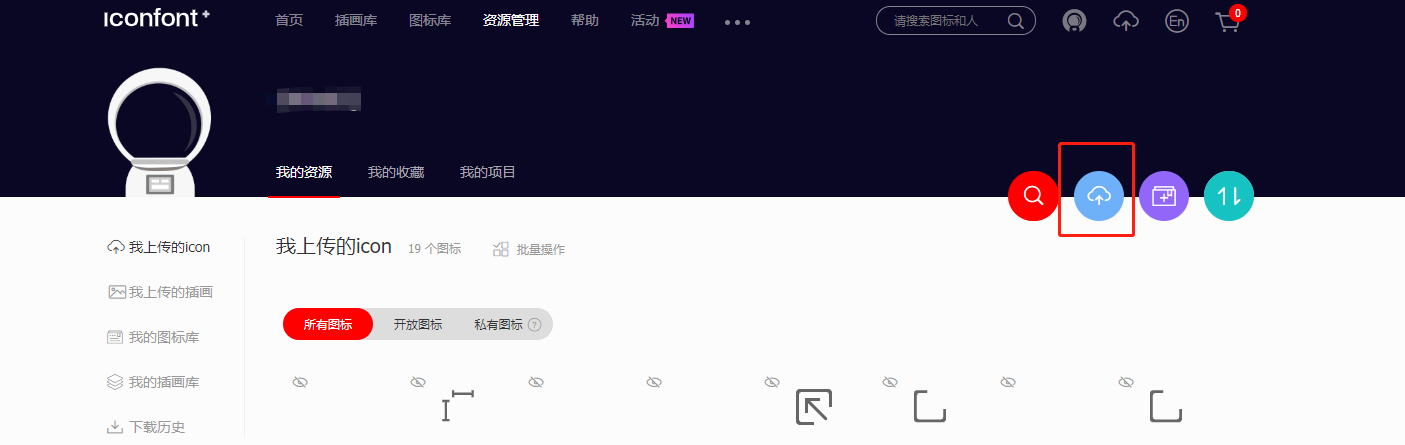 iconfont+
首页 插画库 图标库 资源管理 帮助 活动 NEW 请搜索图标和人 En 0
我的资源 我的收藏 我的项目
我上传的icon
我上传的插画
我的图标库
我的插画库
下载历史
我上传的icon 19 个图标 批量操作
所有图标 开放图标 私有图标 ?